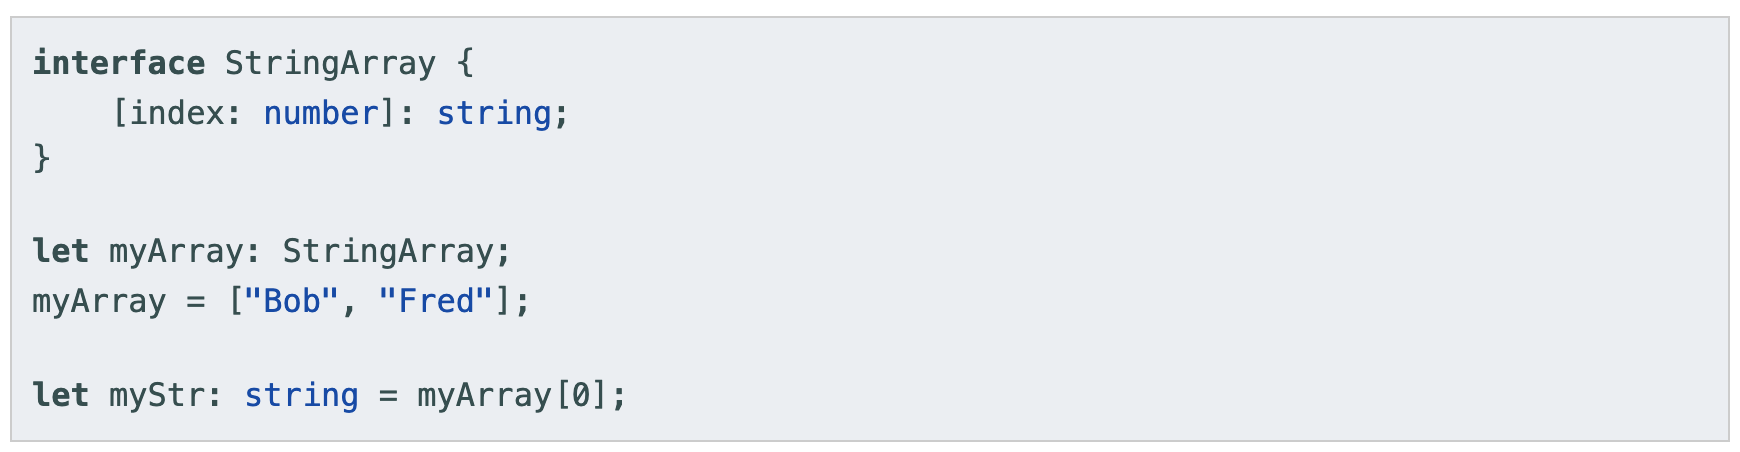 interface StringArray {
    [index: number]: string;
}

let myArray: StringArray;
myArray = ["Bob", "Fred"];

let myStr: string = myArray[0];